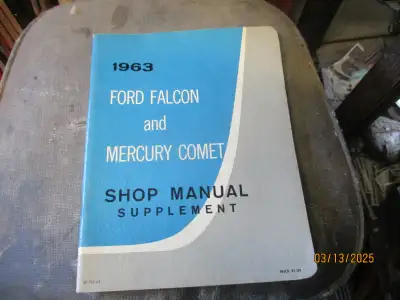 1963
FORD FALCON
and
MERCURY COMET
SHOP MANUAL
SUPPLEMENT
03/13/2025